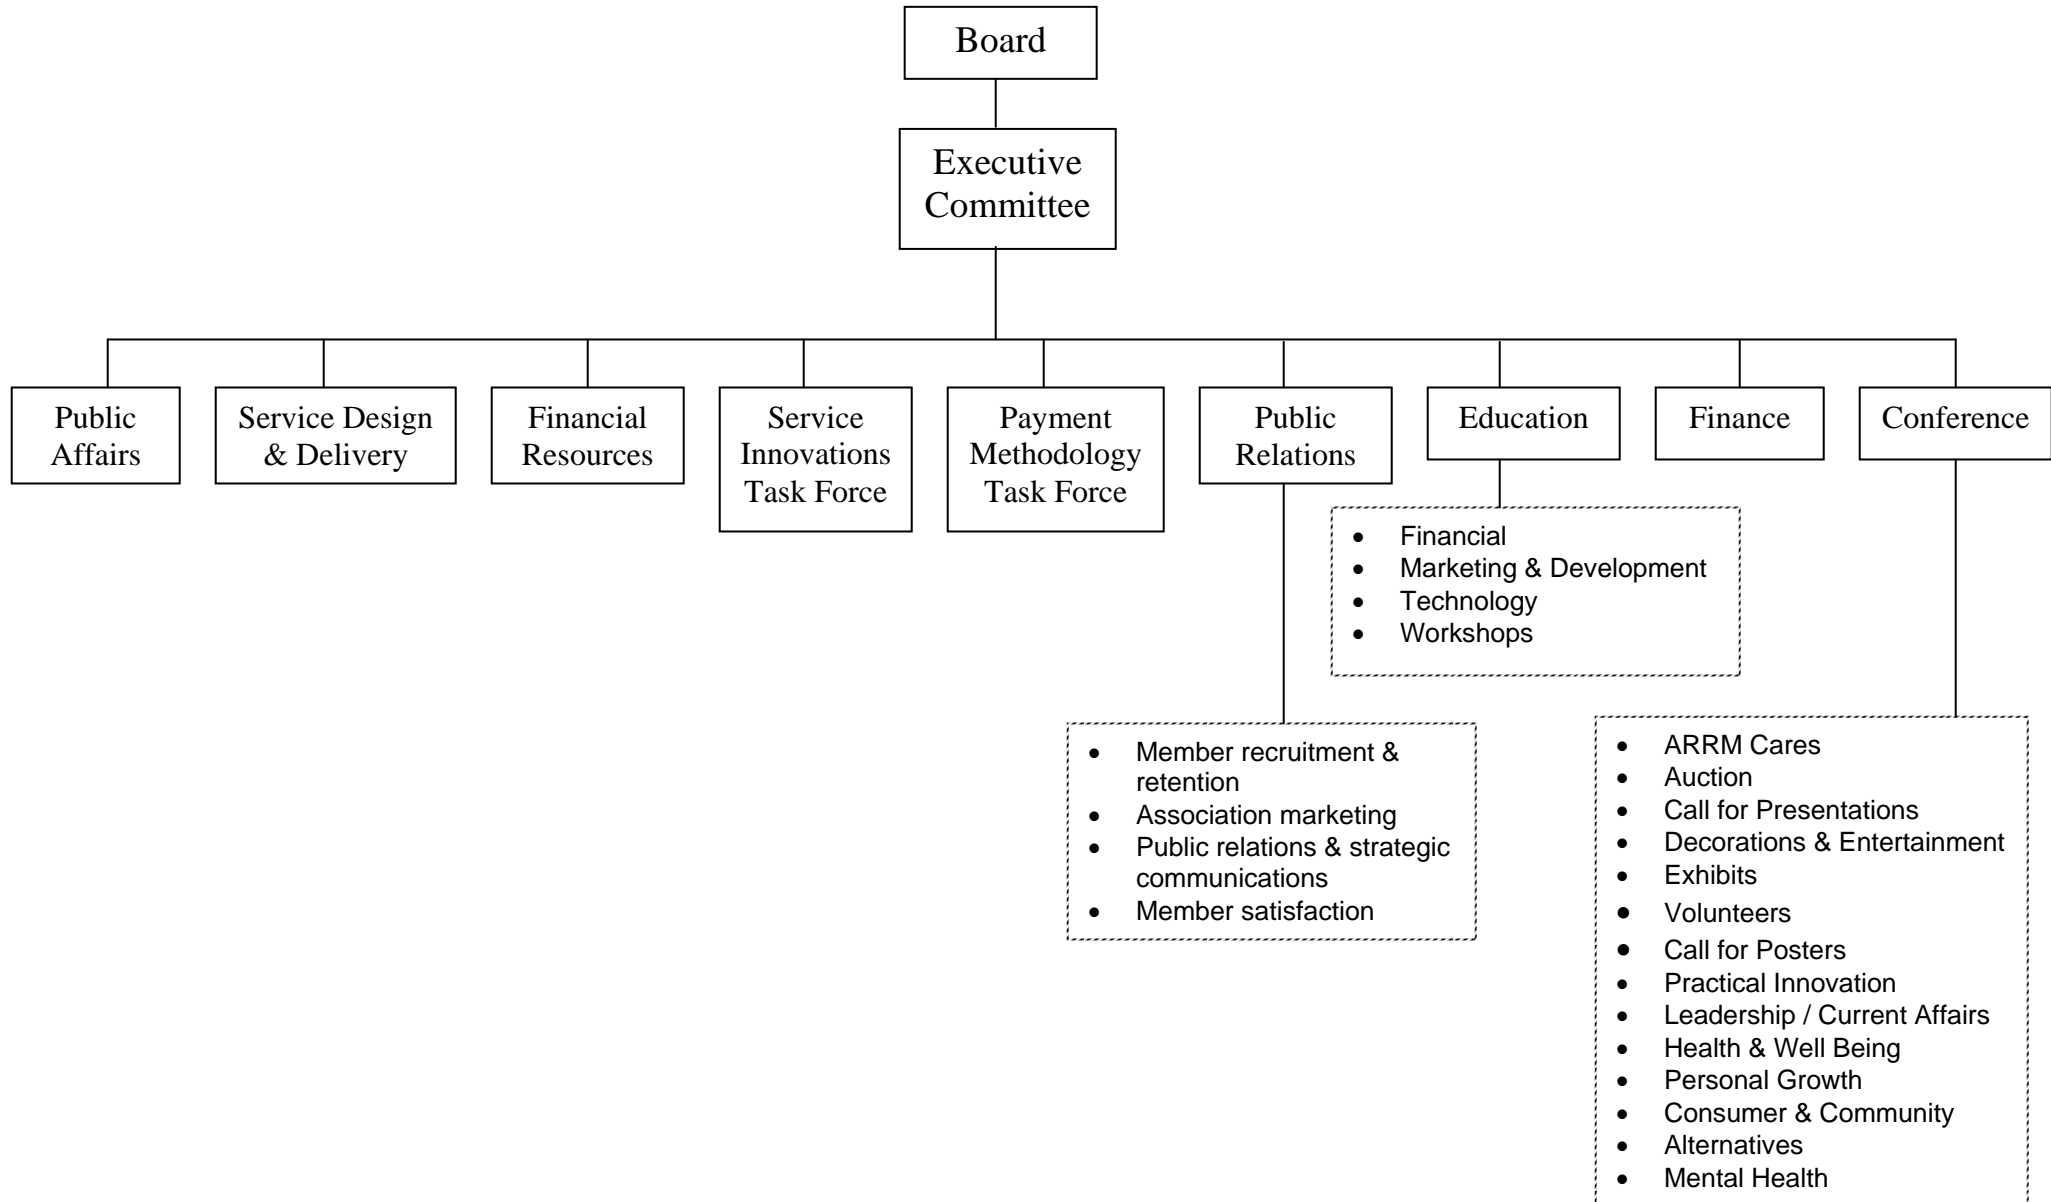 Board
Executive
Committee
Public
Affairs
Service Design
& Delivery
Financial
Resources
Service
Innovations
Task Force
Payment
Methodology
Task Force
Public
Relations
Education
Finance
Conference
• Financial
• Marketing & Development
• Technology
• Workshops
• Member recruitment &
retention
• Association marketing
• Public relations & strategic
communications
• Member satisfaction
• ARRM Cares
• Auction
• Call for Presentations
• Decorations & Entertainment
• Exhibits
• Volunteers
• Call for Posters
• Practical Innovation
• Leadership / Current Affairs
• Health & Well Being
• Personal Growth
• Consumer & Community
• Alternatives
• Mental Health